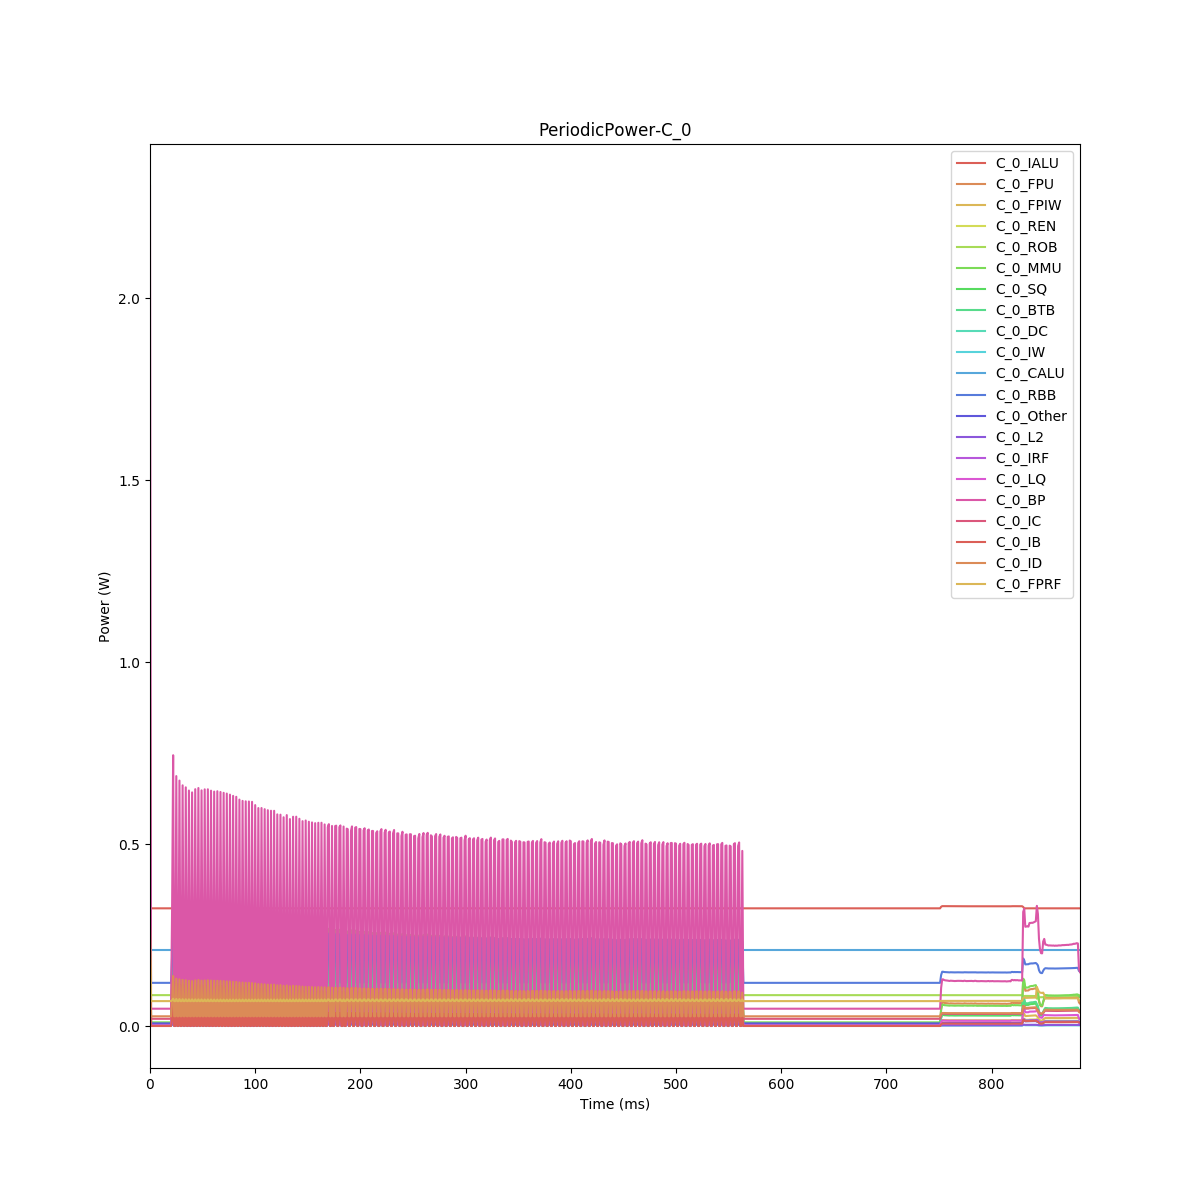 PeriodicPower-C_0
C_0_IALU
C_0_FPU
C_0_FPIW
C_0_REN
C_0_ROB
C_0_MMU
C_0_SQ
C_0_BTB
C_0_DC
C_0_IW
C_0_CALU
C_0_RBB
C_0_Other
C_0_L2
C_0_IRF
C_0_LQ
C_0_BP
C_0_IC
C_0_IB
C_0_ID
C_0_FPRF
2.0
1.5
1.0
0.5
0.0
Power (W)
0 100 200 300 400 500 600 700 800
Time (ms)